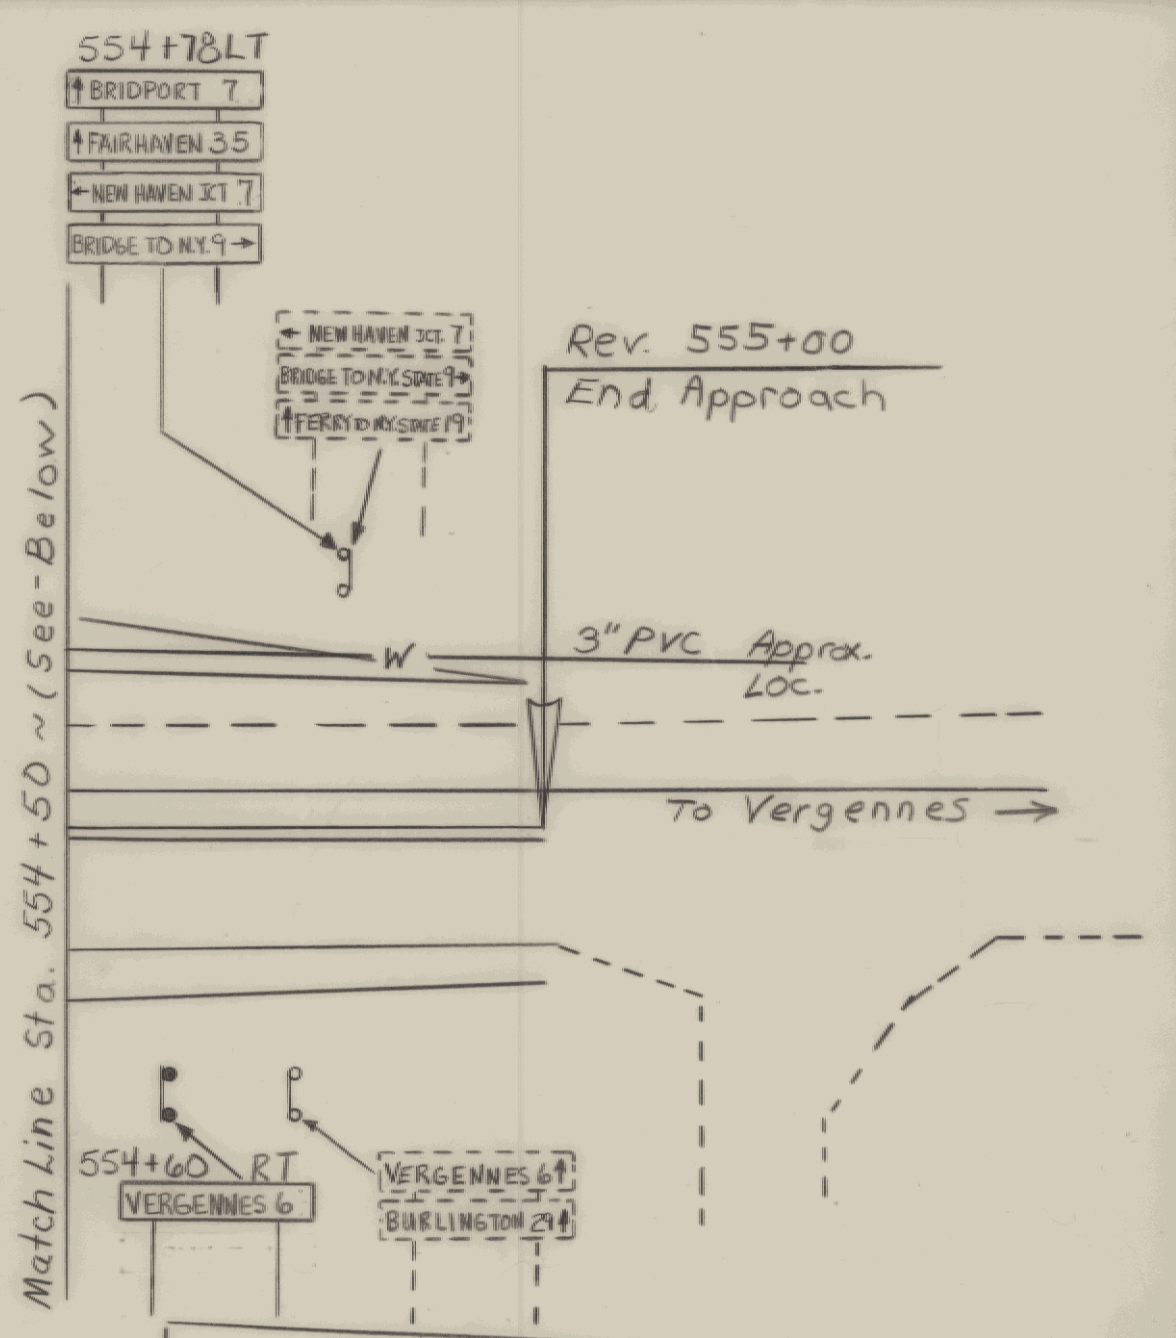 554+78LT
↑ BRIDPORT 7
↑ FAIRHAVEN 35
← NEW HAVEN JCT 7
BRIDGE TO N.Y. 9 →
← NEW HAVEN JCT. 7
BRIDGE TO N.Y. STATE 9 →
↑ FERRY TO N.Y. STATE 19
Rev. 555+00
End Approach
Match Line Sta. 554+50 ~ (See-Below)
W
3" PVC Approx.
Loc.
To Vergennes →
554+60 RT
VERGENNES 6
VERGENNES 6 ↑
BURLINGTON 29 ↑